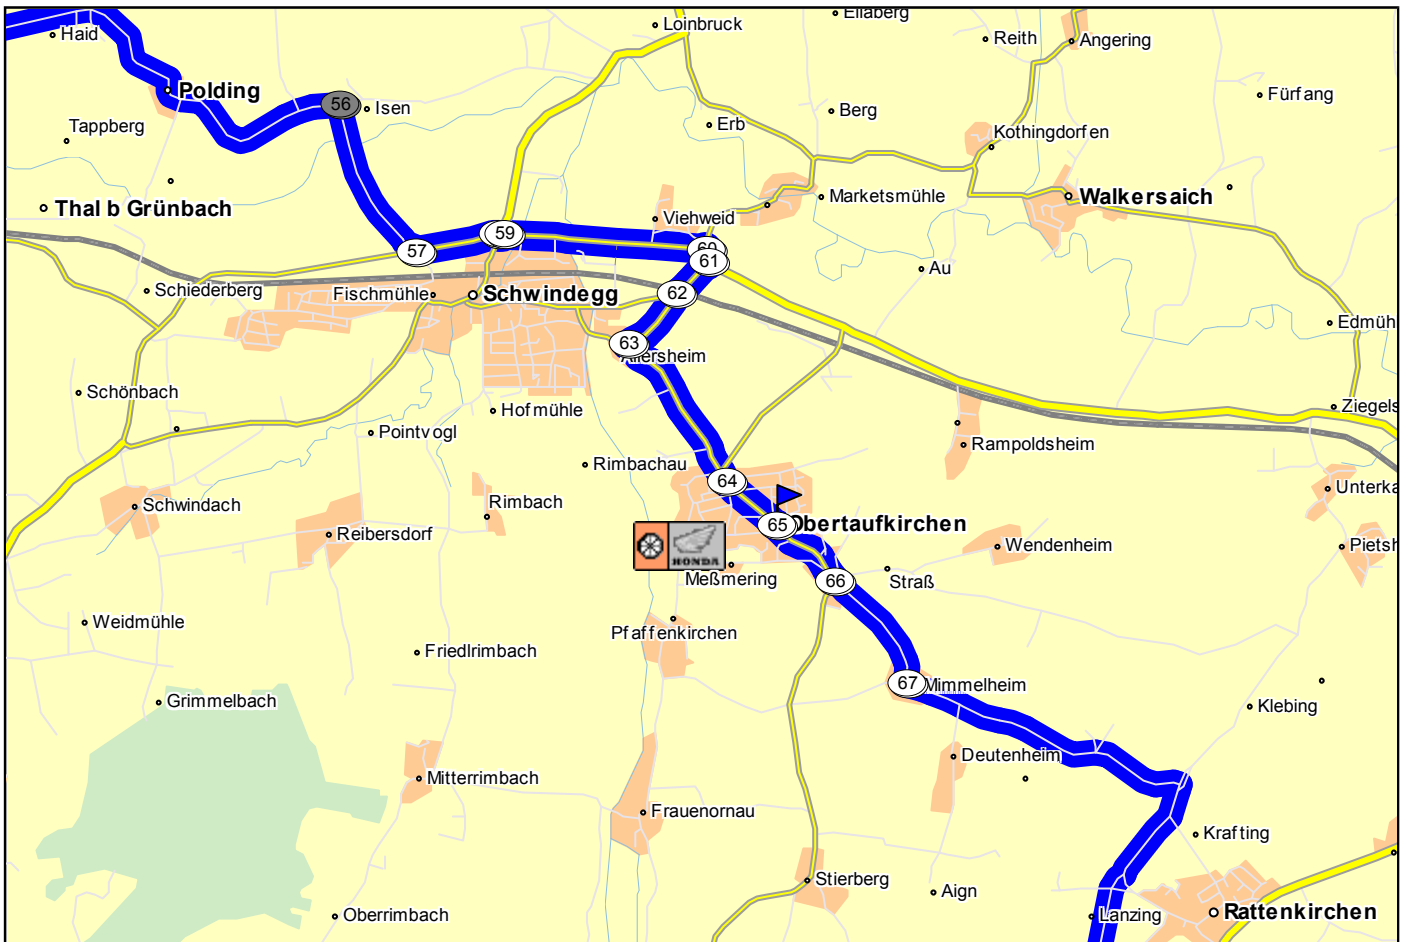 Ellaberg
Loinbruck
Haid
Reith
Angering
Polding
Fürfang
56
Isen
Berg
Tappberg
Erb
Kothingdorfen
Marketsmühle
Walkersaich
Thal b Grünbach
Viehweid
59
57
60
61
Au
Schiederberg
Fischmühle
Schwindegg
62
Edmüh
63
Allersheim
Schönbach
Hofmühle
Ziegels
Pointvogl
Rampoldsheim
Rimbachau
64
Unterka
Rimbach
Schwindach
65
Obertaufkirchen
Reibersdorf
Wendenheim
Pietsh
HONDA
Meßmering
66
Straß
Weidmühle
Pfaffenkirchen
Friedlrimbach
67
Mimmelheim
Grimmelbach
Klebing
Deutenheim
Mitterrimbach
Frauenornau
Krafting
Stierberg
Aign
Oberrimbach
Lanzing
Rattenkirchen